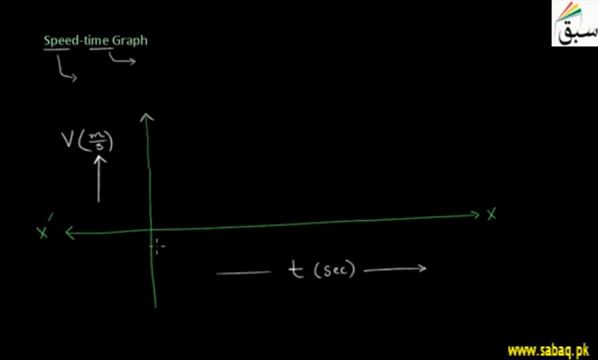 سبق
Speed-time Graph
V (m/s)
X'
X
t (sec)
www.sabaq.pk